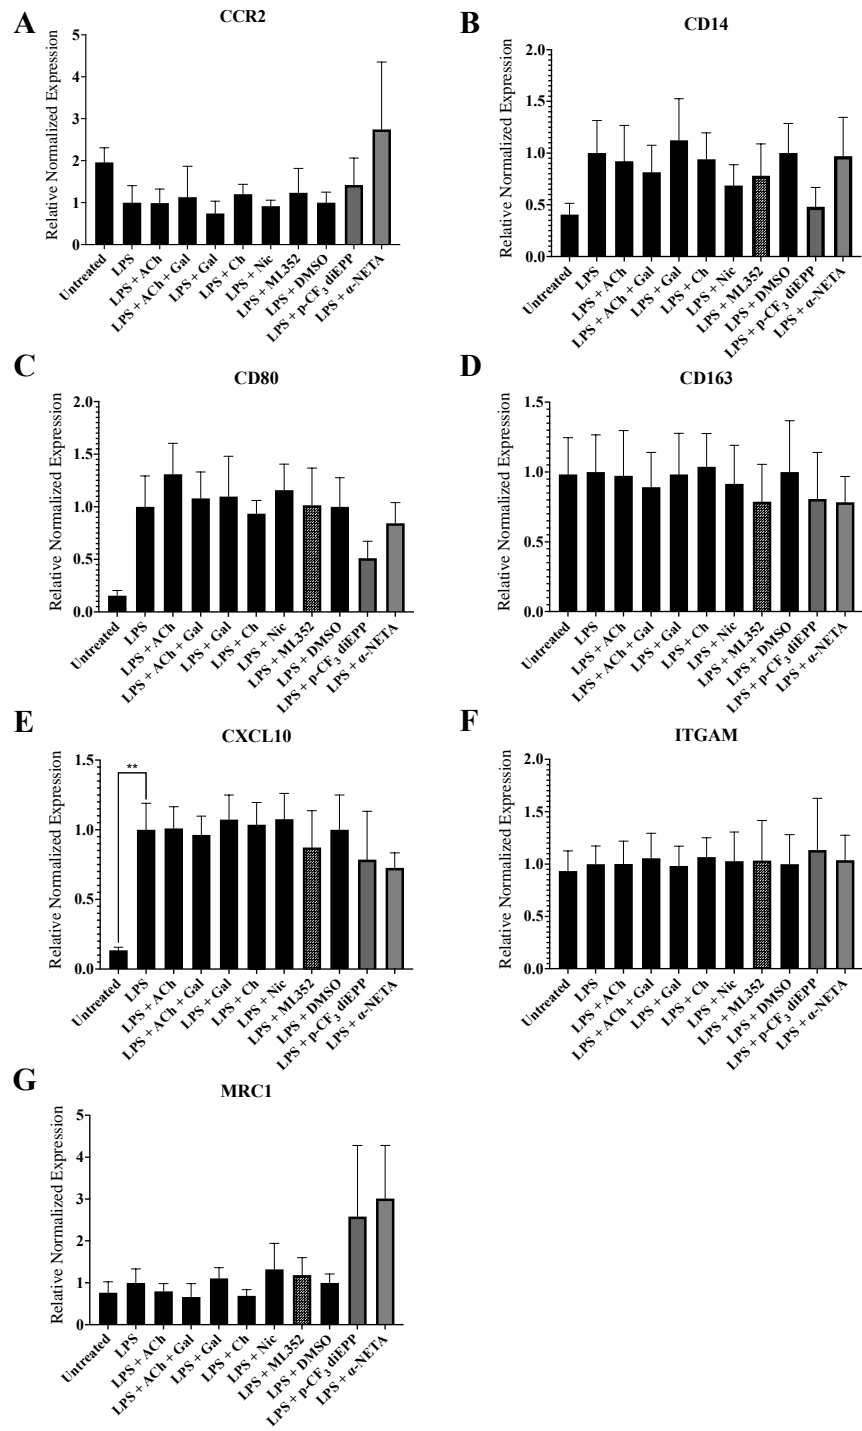 A
CCR2
Relative Normalized Expression
5
4
3
2
1
0
Untreated
LPS
LPS + ACh
LPS + ACh + Gal
LPS + Gal
LPS + Ch
LPS + Nic
LPS + ML352
LPS + DMSO
LPS + p-CF₃ diEPP
LPS + α-NETA
B
CD14
Relative Normalized Expression
2.0
1.5
1.0
0.5
0.0
Untreated
LPS
LPS + ACh
LPS + ACh + Gal
LPS + Gal
LPS + Ch
LPS + Nic
LPS + ML352
LPS + DMSO
LPS + p-CF₃ diEPP
LPS + α-NETA
C
CD80
Relative Normalized Expression
2.0
1.5
1.0
0.5
0.0
Untreated
LPS
LPS + ACh
LPS + ACh + Gal
LPS + Gal
LPS + Ch
LPS + Nic
LPS + ML352
LPS + DMSO
LPS + p-CF₃ diEPP
LPS + α-NETA
D
CD163
Relative Normalized Expression
1.5
1.0
0.5
0.0
Untreated
LPS
LPS + ACh
LPS + ACh + Gal
LPS + Gal
LPS + Ch
LPS + Nic
LPS + ML352
LPS + DMSO
LPS + p-CF₃ diEPP
LPS + α-NETA
E
CXCL10
Relative Normalized Expression
1.5
1.0
0.5
0.0
**
Untreated
LPS
LPS + ACh
LPS + ACh + Gal
LPS + Gal
LPS + Ch
LPS + Nic
LPS + ML352
LPS + DMSO
LPS + p-CF₃ diEPP
LPS + α-NETA
F
ITGAM
Relative Normalized Expression
2.0
1.5
1.0
0.5
0.0
Untreated
LPS
LPS + ACh
LPS + ACh + Gal
LPS + Gal
LPS + Ch
LPS + Nic
LPS + ML352
LPS + DMSO
LPS + p-CF₃ diEPP
LPS + α-NETA
G
MRC1
Relative Normalized Expression
5
4
3
2
1
0
Untreated
LPS
LPS + ACh
LPS + ACh + Gal
LPS + Gal
LPS + Ch
LPS + Nic
LPS + ML352
LPS + DMSO
LPS + p-CF₃ diEPP
LPS + α-NETA